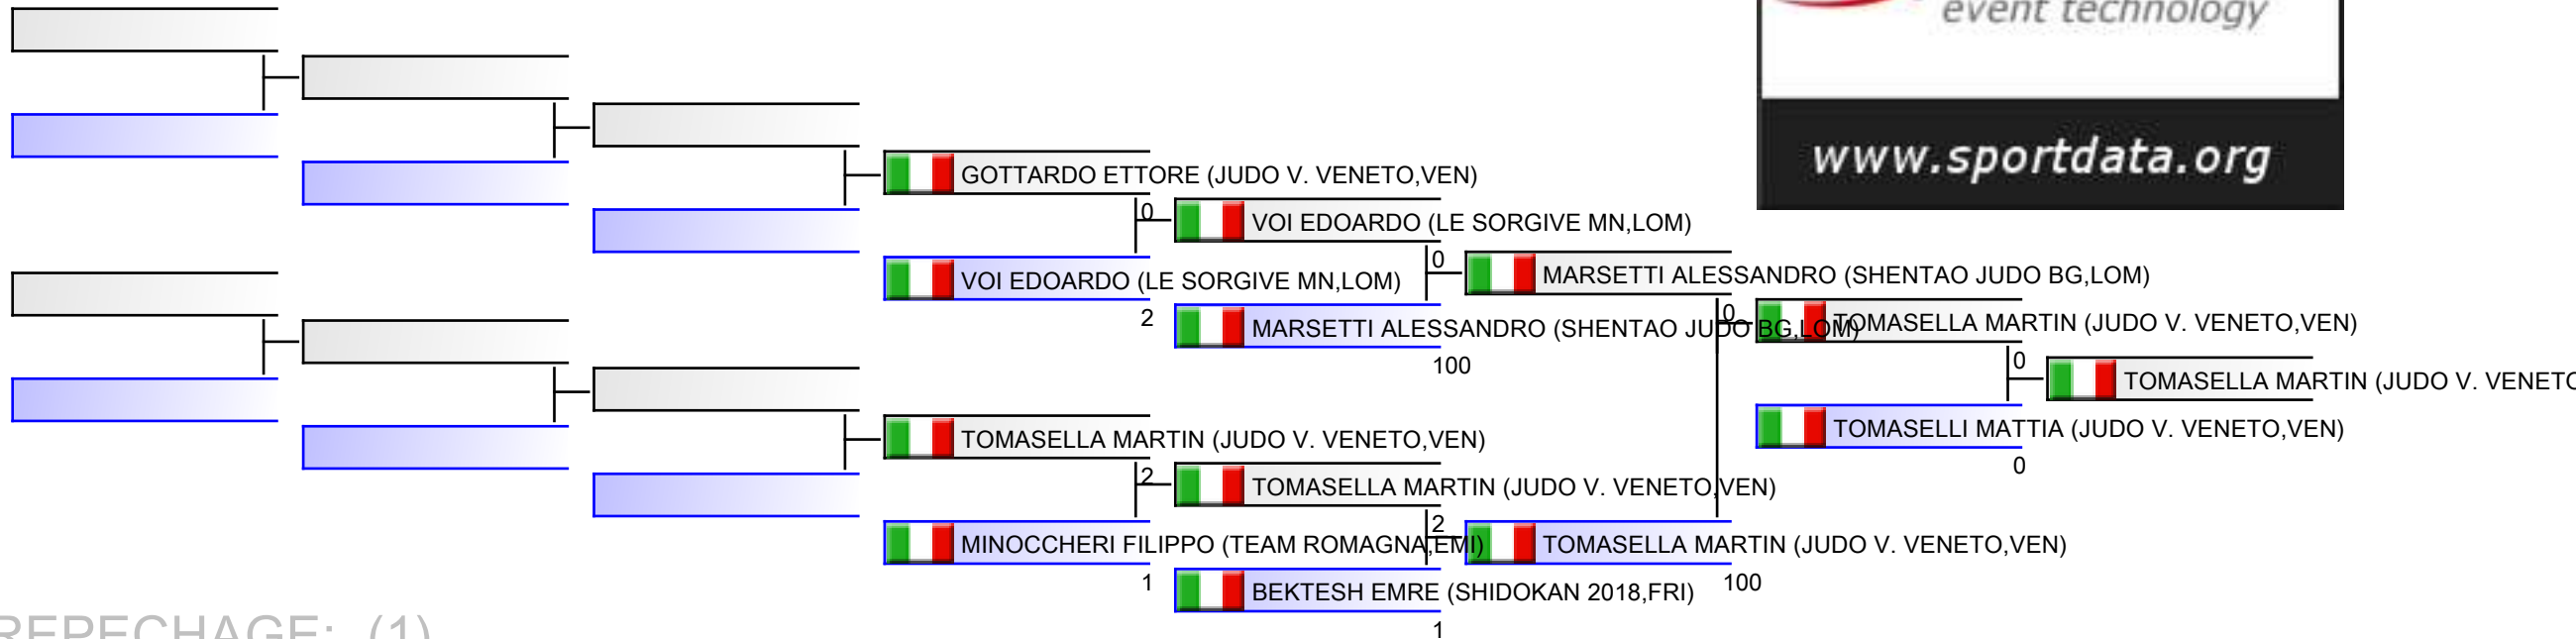 event technology
www.sportdata.org
GOTTARDO ETTORE (JUDO V. VENETO,VEN)
0
VOI EDOARDO (LE SORGIVE MN,LOM)
VOI EDOARDO (LE SORGIVE MN,LOM)
2
0
MARSETTI ALESSANDRO (SHENTAO JUDO BG,LOM)
MARSETTI ALESSANDRO (SHENTAO JUDO BG,LOM)
100
0
TOMASELLA MARTIN (JUDO V. VENETO,VEN)
0
TOMASELLA MARTIN (JUDO V. VENETO
TOMASELLI MATTIA (JUDO V. VENETO,VEN)
0
TOMASELLA MARTIN (JUDO V. VENETO,VEN)
2
TOMASELLA MARTIN (JUDO V. VENETO,VEN)
MINOCCHERI FILIPPO (TEAM ROMAGNA,EMI)
1
2
TOMASELLA MARTIN (JUDO V. VENETO,VEN)
100
BEKTESH EMRE (SHIDOKAN 2018,FRI)
1
REPECHAGE: (1)